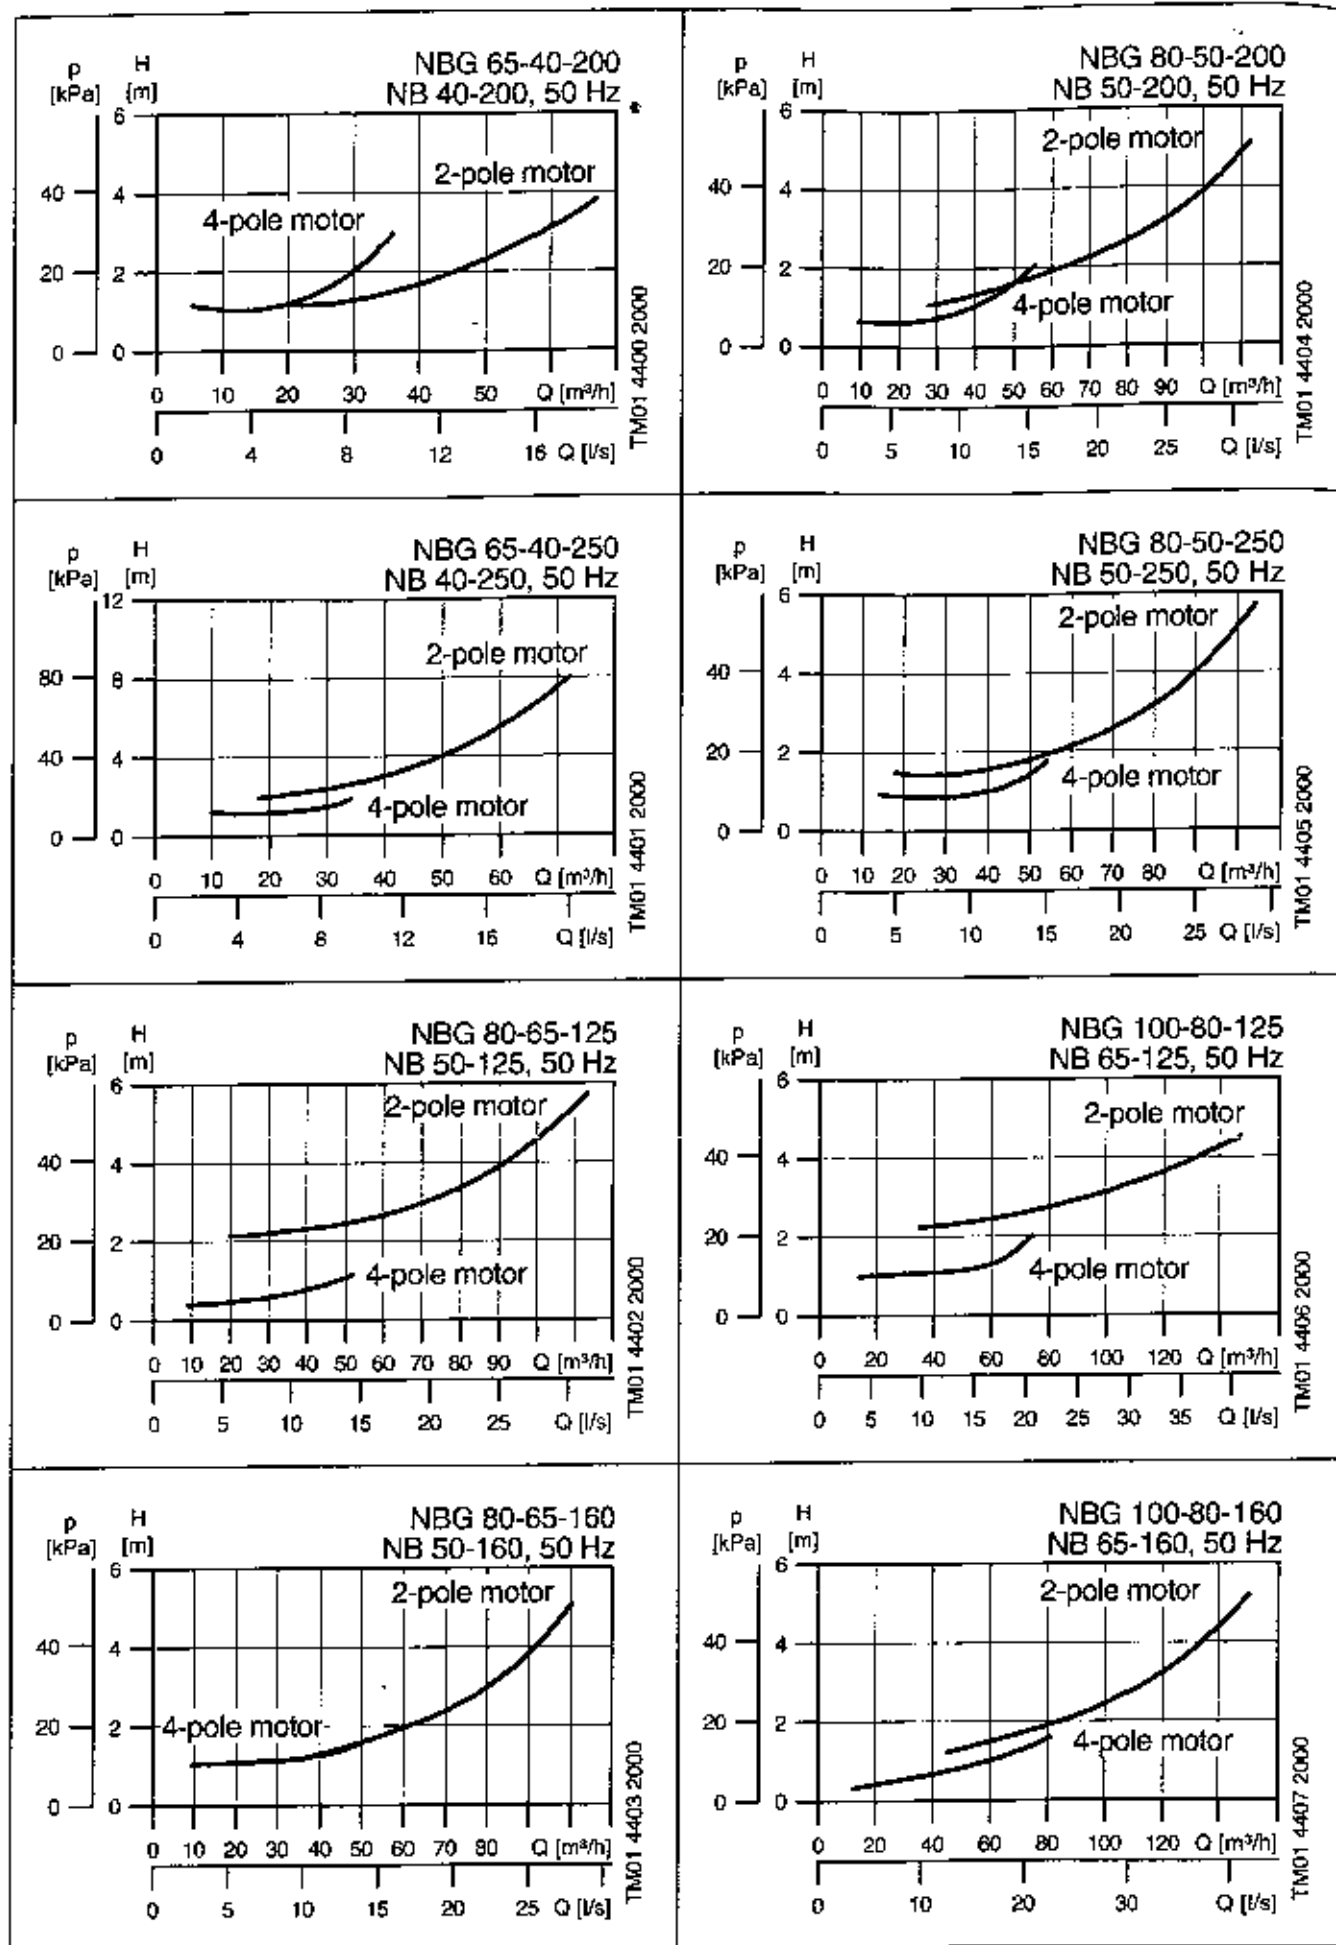 p H NBG 65-40-200
[kPa] [m] NB 40-200, 50 Hz
6
2-pole motor
40 4
4-pole motor
20 2
0 0
0 10 20 30 40 50 Q [m³/h]
0 4 8 12 16 Q [l/s]
TM01 4400 2000
p H NBG 80-50-200
[kPa] [m] NB 50-200, 50 Hz
6
2-pole motor
40 4
20 2
4-pole motor
0 0
0 10 20 30 40 50 60 70 80 90 Q [m³/h]
0 5 10 15 20 25 Q [l/s]
TM01 4404 2000
p H NBG 65-40-250
[kPa] [m] NB 40-250, 50 Hz
12
2-pole motor
80 8
40 4
4-pole motor
0 0
0 10 20 30 40 50 60 Q [m³/h]
0 4 8 12 16 Q [l/s]
TM01 4401 2000
p H NBG 80-50-250
[kPa] [m] NB 50-250, 50 Hz
6
2-pole motor
40 4
20 2
4-pole motor
0 0
0 10 20 30 40 50 60 70 80 Q [m³/h]
0 5 10 15 20 25 Q [l/s]
TM01 4405 2000
p H NBG 80-65-125
[kPa] [m] NB 50-125, 50 Hz
6
2-pole motor
40 4
20 2
4-pole motor
0 0
0 10 20 30 40 50 60 70 80 90 Q [m³/h]
0 5 10 15 20 25 Q [l/s]
TM01 4402 2000
p H NBG 100-80-125
[kPa] [m] NB 65-125, 50 Hz
6
2-pole motor
40 4
20 2
4-pole motor
0 0
0 20 40 60 80 100 120 Q [m³/h]
0 5 10 15 20 25 30 35 Q [l/s]
TM01 4406 2000
p H NBG 80-65-160
[kPa] [m] NB 50-160, 50 Hz
6
2-pole motor
40 4
20 2
4-pole motor
0 0
0 10 20 30 40 50 60 70 80 Q [m³/h]
0 5 10 15 20 25 Q [l/s]
TM01 4403 2000
p H NBG 100-80-160
[kPa] [m] NB 65-160, 50 Hz
6
2-pole motor
40 4
20 2
4-pole motor
0 0
0 20 40 60 80 100 120 Q [m³/h]
0 10 20 30 Q [l/s]
TM01 4407 2000